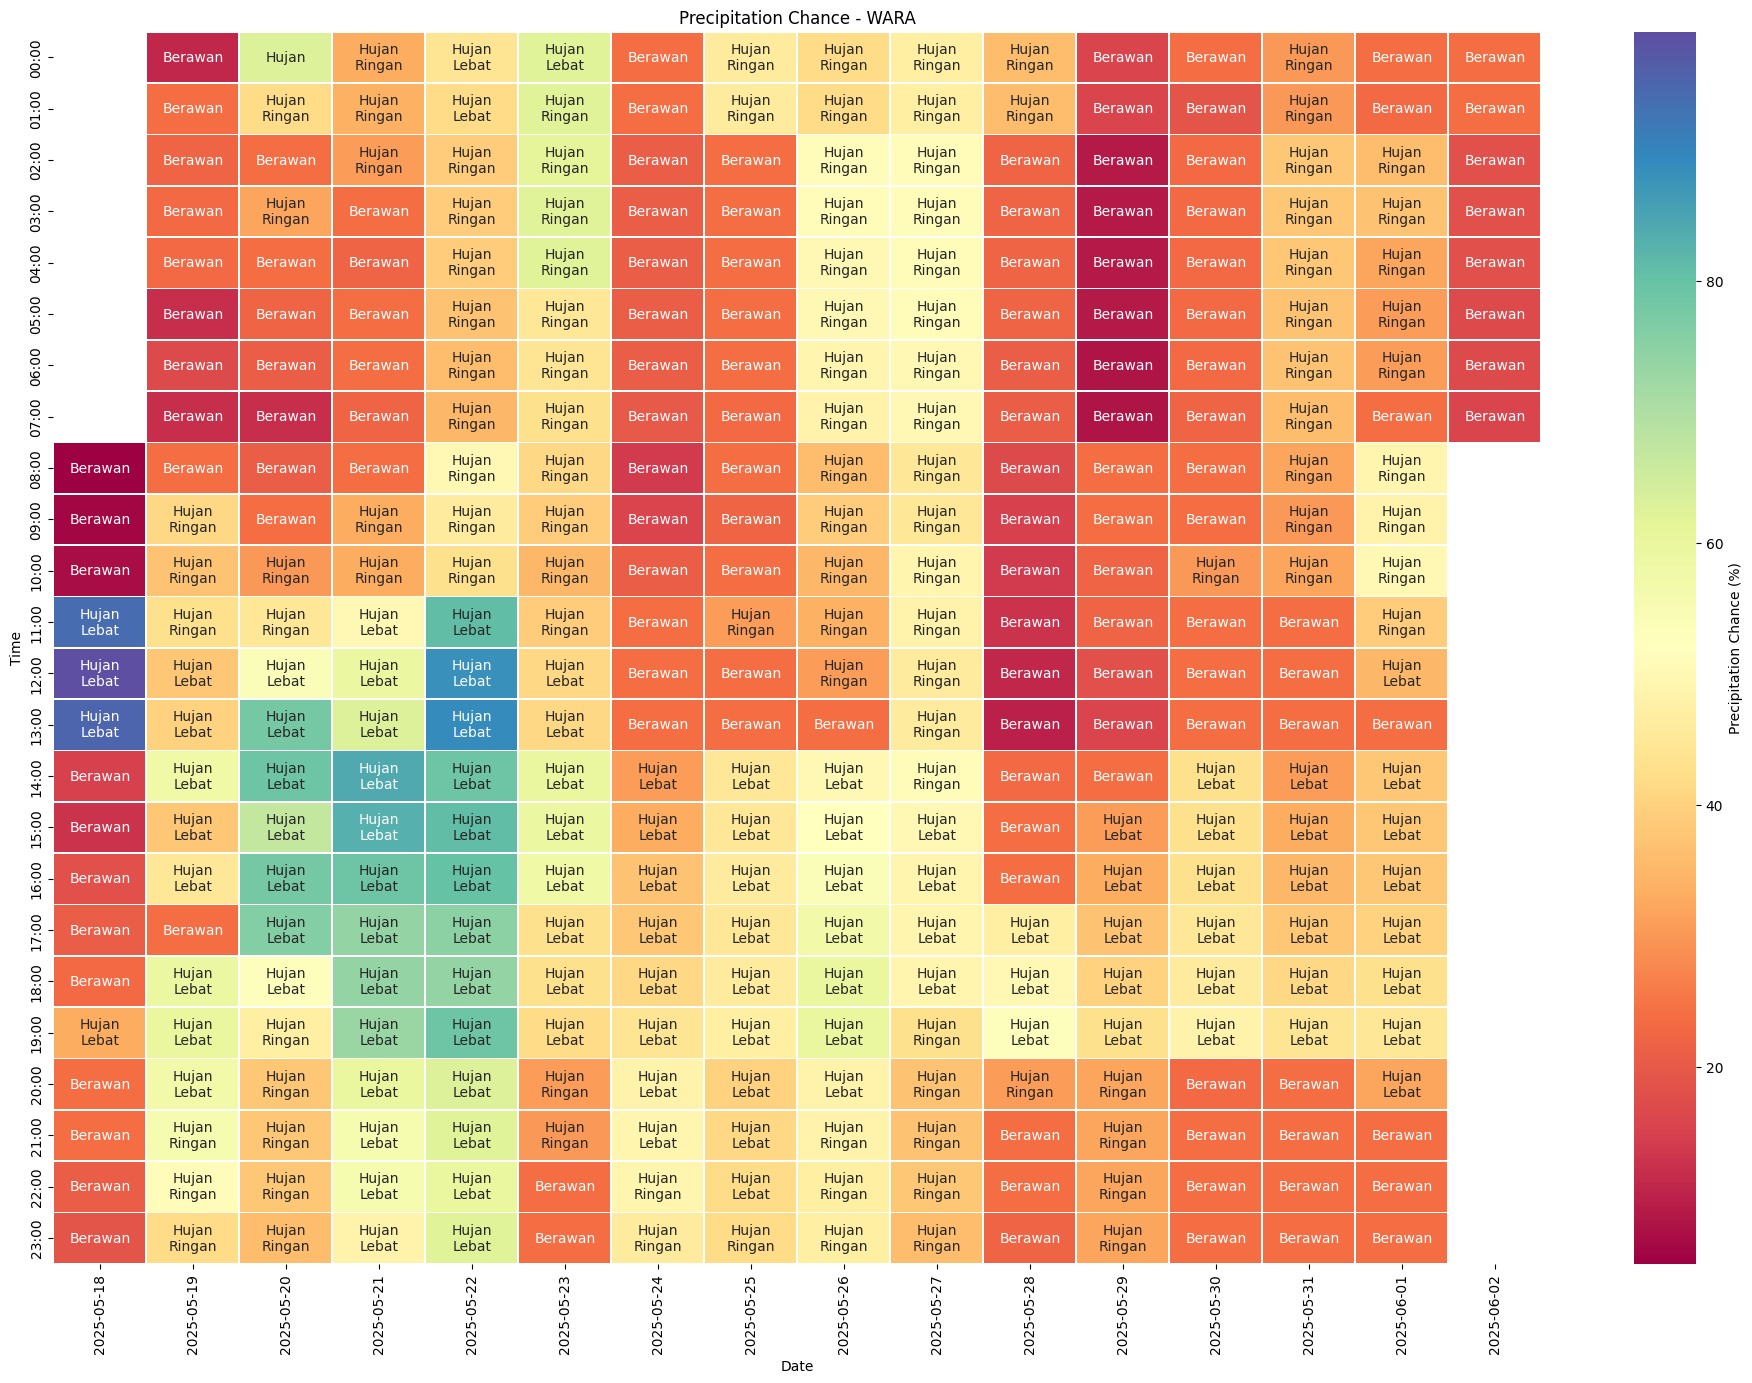 Precipitation Chance - WARA
00:00 Berawan Hujan Hujan Ringan Hujan Lebat Hujan Lebat Berawan Hujan Ringan Hujan Ringan Hujan Ringan Hujan Ringan Berawan Berawan Hujan Ringan Berawan Berawan
01:00 Berawan Hujan Ringan Hujan Ringan Hujan Lebat Hujan Ringan Berawan Hujan Ringan Hujan Ringan Hujan Ringan Hujan Ringan Berawan Berawan Hujan Ringan Berawan Berawan
02:00 Berawan Berawan Hujan Ringan Hujan Ringan Hujan Ringan Berawan Berawan Hujan Ringan Hujan Ringan Berawan Berawan Berawan Hujan Ringan Hujan Ringan Berawan
03:00 Berawan Hujan Ringan Berawan Hujan Ringan Hujan Ringan Berawan Berawan Hujan Ringan Hujan Ringan Berawan Berawan Berawan Hujan Ringan Hujan Ringan Berawan
04:00 Berawan Berawan Berawan Hujan Ringan Hujan Ringan Berawan Berawan Hujan Ringan Hujan Ringan Berawan Berawan Berawan Hujan Ringan Hujan Ringan Berawan
05:00 Berawan Berawan Berawan Hujan Ringan Hujan Ringan Berawan Berawan Hujan Ringan Hujan Ringan Berawan Berawan Berawan Hujan Ringan Hujan Ringan Berawan
06:00 Berawan Berawan Berawan Hujan Ringan Hujan Ringan Berawan Berawan Hujan Ringan Hujan Ringan Berawan Berawan Berawan Hujan Ringan Hujan Ringan Berawan
07:00 Berawan Berawan Berawan Hujan Ringan Hujan Ringan Berawan Berawan Hujan Ringan Hujan Ringan Berawan Berawan Berawan Hujan Ringan Berawan Berawan
08:00 Berawan Berawan Berawan Berawan Hujan Ringan Hujan Ringan Berawan Berawan Hujan Ringan Hujan Ringan Berawan Berawan Berawan Hujan Ringan Hujan Ringan
09:00 Berawan Hujan Ringan Berawan Hujan Ringan Hujan Ringan Hujan Ringan Berawan Berawan Hujan Ringan Hujan Ringan Berawan Berawan Berawan Hujan Ringan Hujan Ringan
10:00 Berawan Hujan Ringan Hujan Ringan Hujan Ringan Hujan Ringan Hujan Ringan Berawan Berawan Hujan Ringan Hujan Ringan Berawan Berawan Hujan Ringan Hujan Ringan Hujan Ringan
11:00 Hujan Lebat Hujan Ringan Hujan Ringan Hujan Lebat Hujan Lebat Hujan Ringan Berawan Hujan Ringan Hujan Ringan Hujan Ringan Berawan Berawan Berawan Berawan Hujan Ringan
12:00 Hujan Lebat Hujan Lebat Hujan Lebat Hujan Lebat Hujan Lebat Hujan Lebat Berawan Berawan Hujan Ringan Hujan Ringan Berawan Berawan Berawan Berawan Hujan Lebat
13:00 Hujan Lebat Hujan Lebat Hujan Lebat Hujan Lebat Hujan Lebat Hujan Lebat Berawan Berawan Berawan Hujan Ringan Berawan Berawan Berawan Berawan Berawan
14:00 Berawan Hujan Lebat Hujan Lebat Hujan Lebat Hujan Lebat Hujan Lebat Hujan Lebat Hujan Lebat Hujan Lebat Hujan Ringan Berawan Berawan Hujan Lebat Hujan Lebat Hujan Lebat
15:00 Berawan Hujan Lebat Hujan Lebat Hujan Lebat Hujan Lebat Hujan Lebat Hujan Lebat Hujan Lebat Hujan Lebat Hujan Lebat Berawan Hujan Lebat Hujan Lebat Hujan Lebat Hujan Lebat
16:00 Berawan Hujan Lebat Hujan Lebat Hujan Lebat Hujan Lebat Hujan Lebat Hujan Lebat Hujan Lebat Hujan Lebat Hujan Lebat Berawan Hujan Lebat Hujan Lebat Hujan Lebat Hujan Lebat
17:00 Berawan Berawan Hujan Lebat Hujan Lebat Hujan Lebat Hujan Lebat Hujan Lebat Hujan Lebat Hujan Lebat Hujan Lebat Hujan Lebat Hujan Lebat Hujan Lebat Hujan Lebat Hujan Lebat
18:00 Berawan Hujan Lebat Hujan Lebat Hujan Lebat Hujan Lebat Hujan Lebat Hujan Lebat Hujan Lebat Hujan Lebat Hujan Lebat Hujan Lebat Hujan Lebat Hujan Lebat Hujan Lebat Hujan Lebat
19:00 Hujan Lebat Hujan Lebat Hujan Ringan Hujan Lebat Hujan Lebat Hujan Lebat Hujan Lebat Hujan Lebat Hujan Lebat Hujan Ringan Hujan Lebat Hujan Lebat Hujan Lebat Hujan Lebat Hujan Lebat
20:00 Berawan Hujan Lebat Hujan Ringan Hujan Lebat Hujan Lebat Hujan Ringan Hujan Lebat Hujan Lebat Hujan Lebat Hujan Ringan Hujan Ringan Hujan Ringan Berawan Berawan Hujan Lebat
21:00 Berawan Hujan Ringan Hujan Ringan Hujan Lebat Hujan Lebat Hujan Ringan Hujan Lebat Hujan Lebat Hujan Ringan Hujan Ringan Berawan Hujan Ringan Berawan Berawan Berawan
22:00 Berawan Hujan Ringan Hujan Ringan Hujan Lebat Hujan Lebat Berawan Hujan Ringan Hujan Lebat Hujan Ringan Hujan Ringan Berawan Hujan Ringan Berawan Berawan Berawan
23:00 Berawan Hujan Ringan Hujan Ringan Hujan Lebat Hujan Lebat Berawan Hujan Ringan Hujan Ringan Hujan Ringan Hujan Ringan Berawan Hujan Ringan Berawan Berawan Berawan
Time
2025-05-18 2025-05-19 2025-05-20 2025-05-21 2025-05-22 2025-05-23 2025-05-24 2025-05-25 2025-05-26 2025-05-27 2025-05-28 2025-05-29 2025-05-30 2025-05-31 2025-06-01 2025-06-02
Date
80
60
40
20
Precipitation Chance (%)